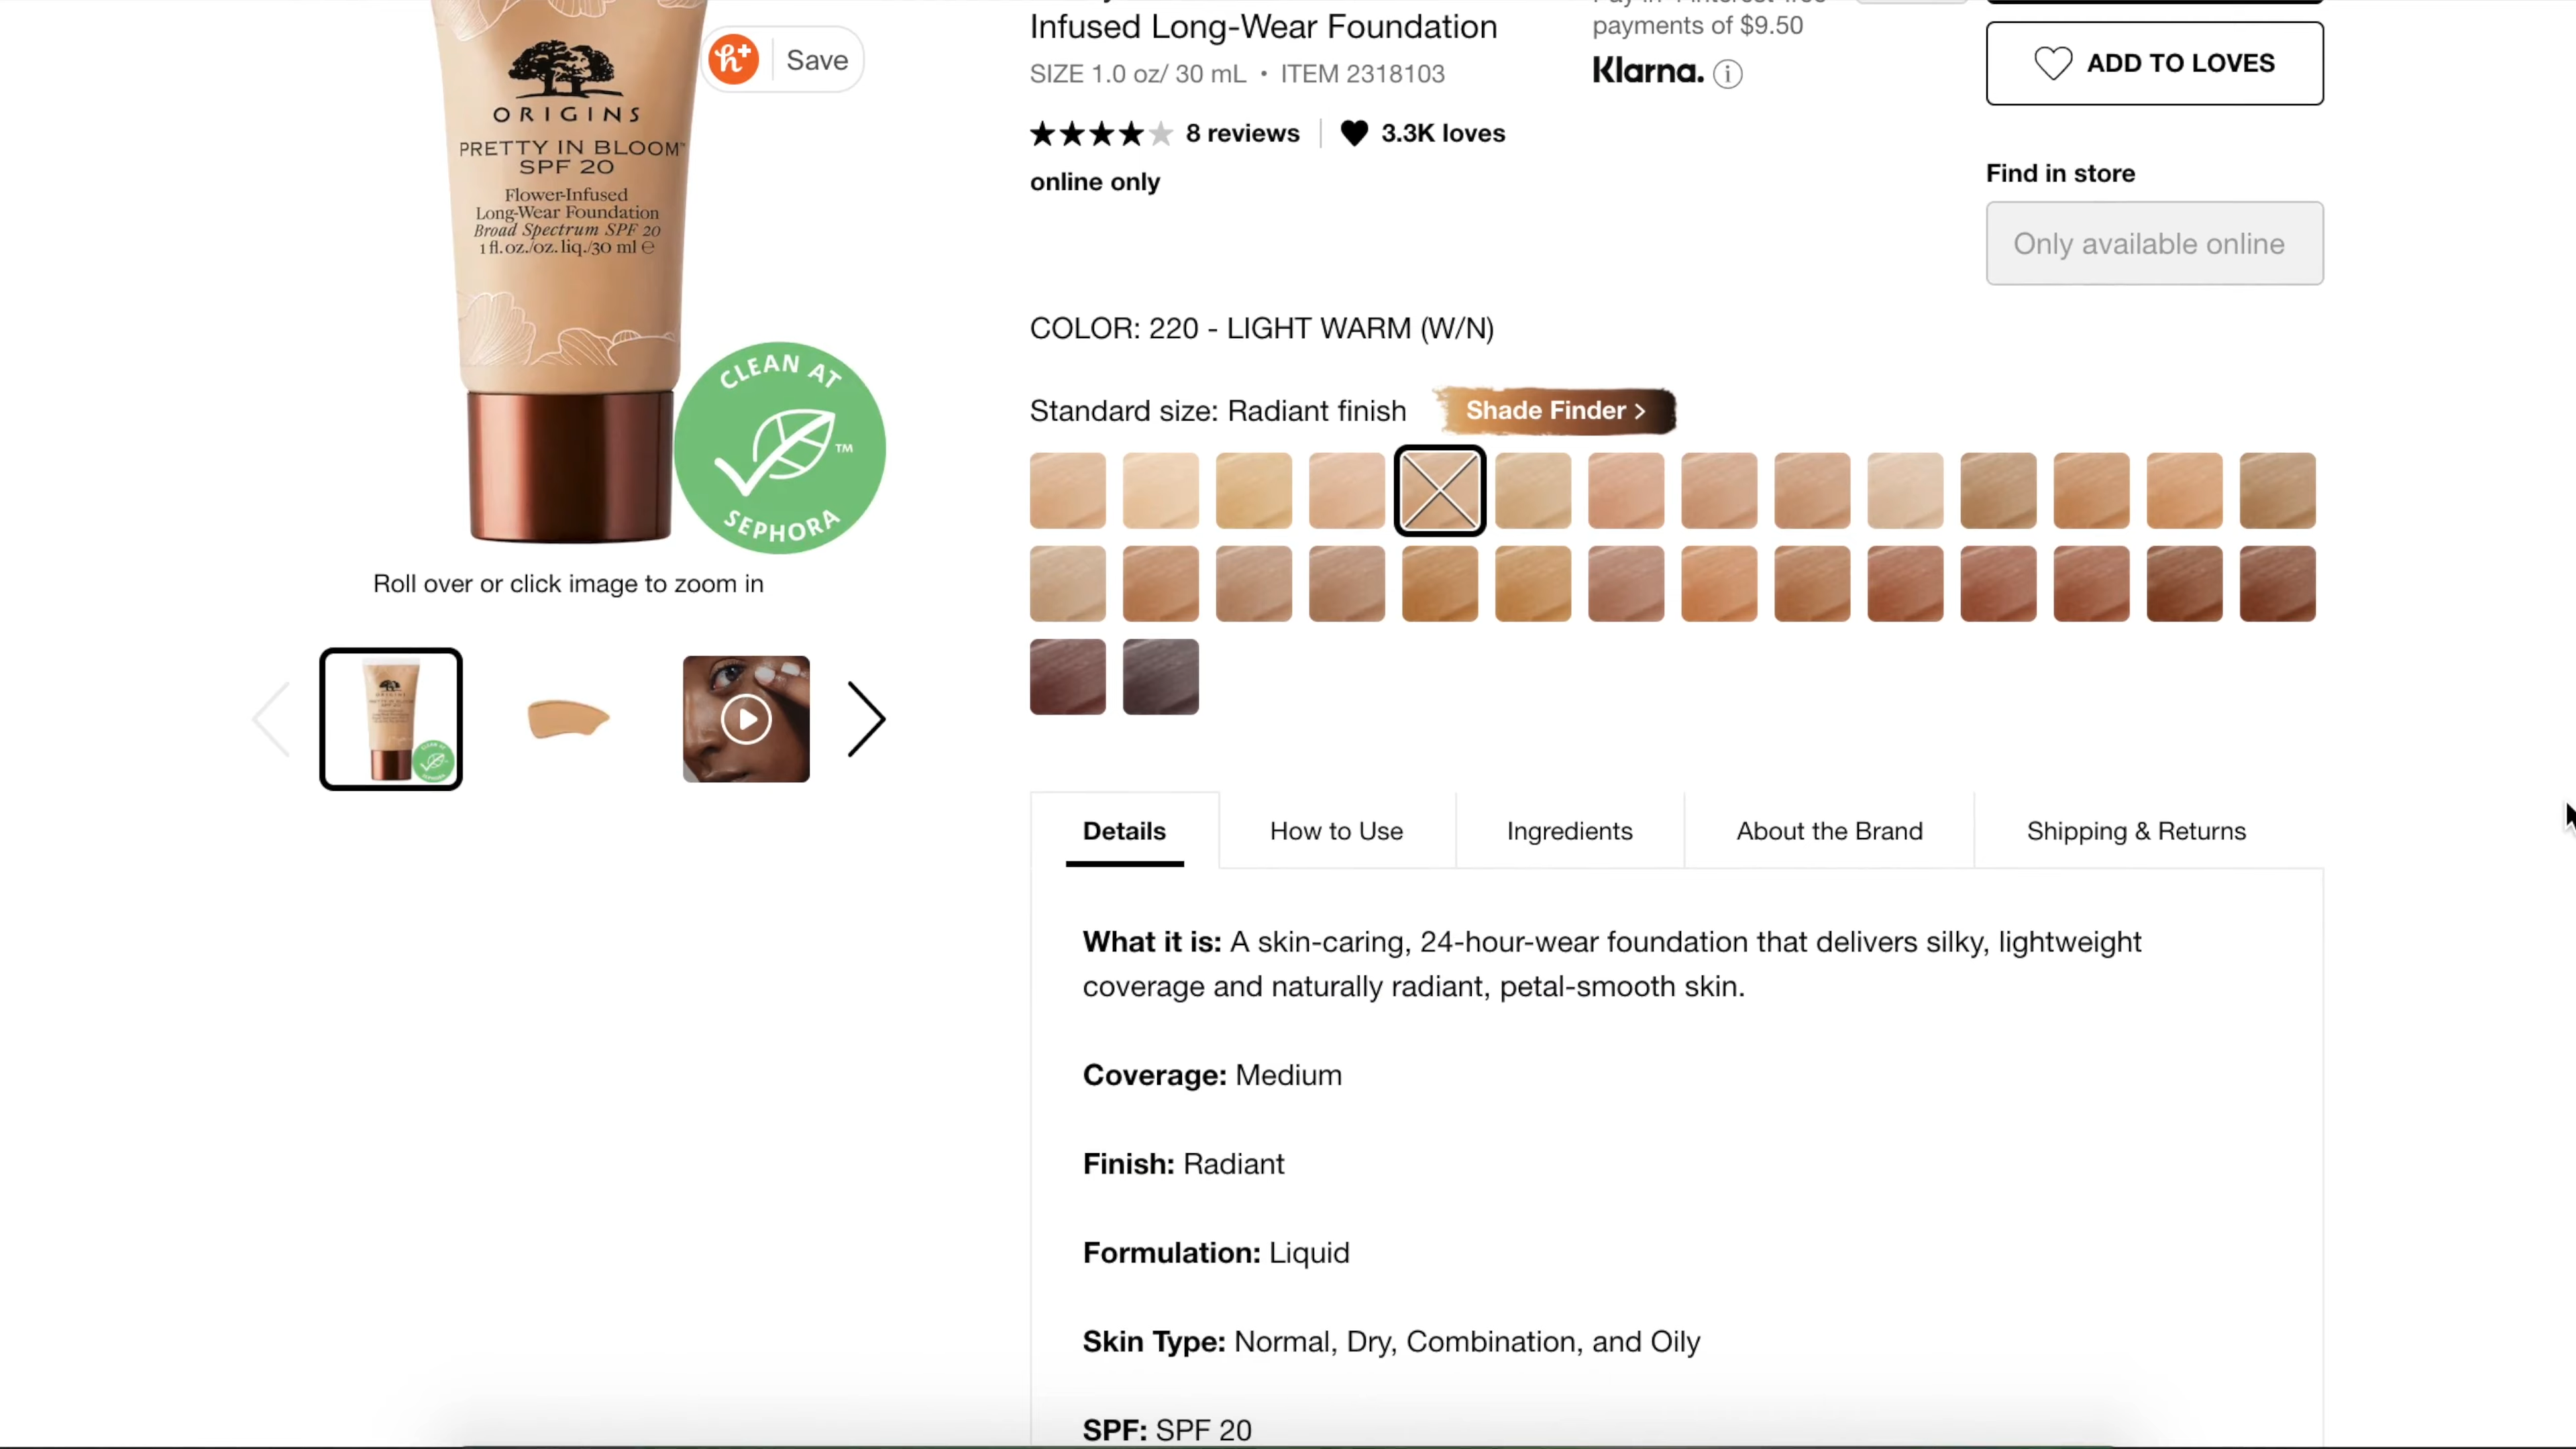 Infused Long-Wear Foundation
SIZE 1.0 oz/ 30 mL • ITEM 2318103
8 reviews | 3.3K loves
online only
payments of $9.50
Klarna. i
ADD TO LOVES
Find in store
Only available online
h+ Save
ORIGINS
PRETTY IN BLOOM™
SPF 20
Flower-Infused
Long-Wear Foundation
Broad Spectrum SPF 20
1 fl.oz./oz.liq./30 ml e
CLEAN AT
™
SEPHORA
Roll over or click image to zoom in
COLOR: 220 - LIGHT WARM (W/N)
Standard size: Radiant finish
Shade Finder >
Details
How to Use
Ingredients
About the Brand
Shipping & Returns
What it is: A skin-caring, 24-hour-wear foundation that delivers silky, lightweight
coverage and naturally radiant, petal-smooth skin.
Coverage: Medium
Finish: Radiant
Formulation: Liquid
Skin Type: Normal, Dry, Combination, and Oily
SPF: SPF 20